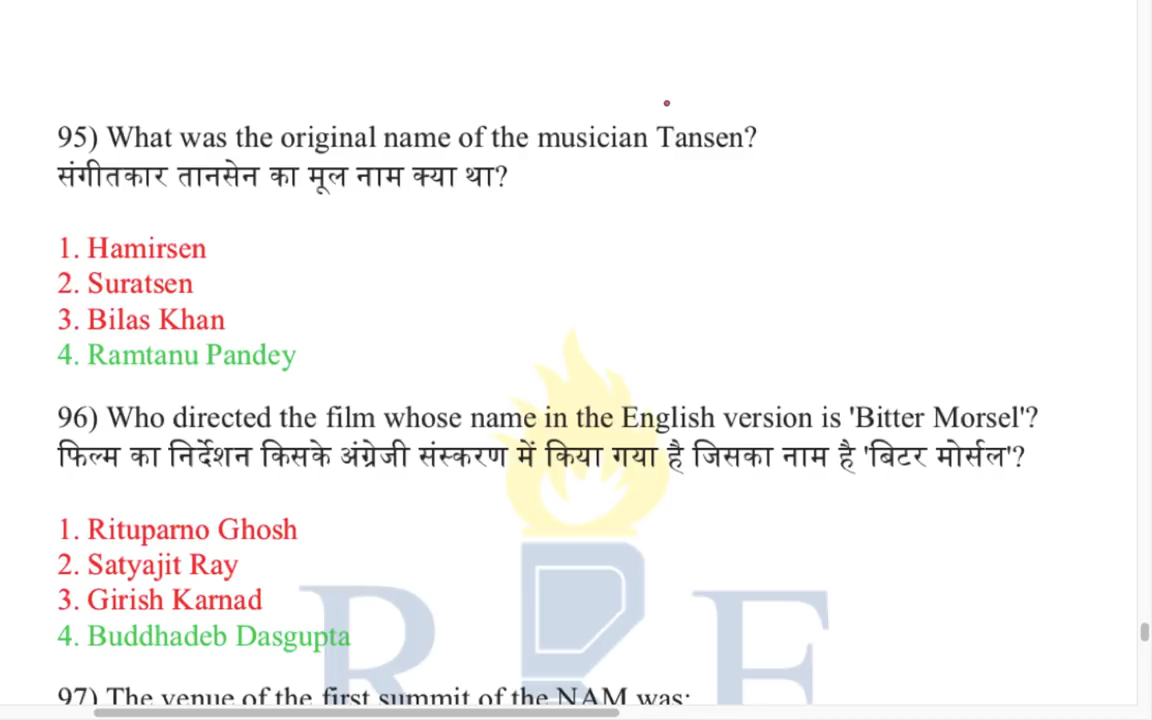 95) What was the original name of the musician Tansen?
संगीतकार तानसेन का मूल नाम क्या था?
1. Hamirsen
2. Suratsen
3. Bilas Khan
4. Ramtanu Pandey
96) Who directed the film whose name in the English version is 'Bitter Morsel'?
फिल्म का निर्देशन किसके अंग्रेजी संस्करण में किया गया है जिसका नाम है 'बिटर मोर्सल'?
1. Rituparno Ghosh
2. Satyajit Ray
3. Girish Karnad
4. Buddhadeb Dasgupta
97) The venue of the first summit of the NAM was: